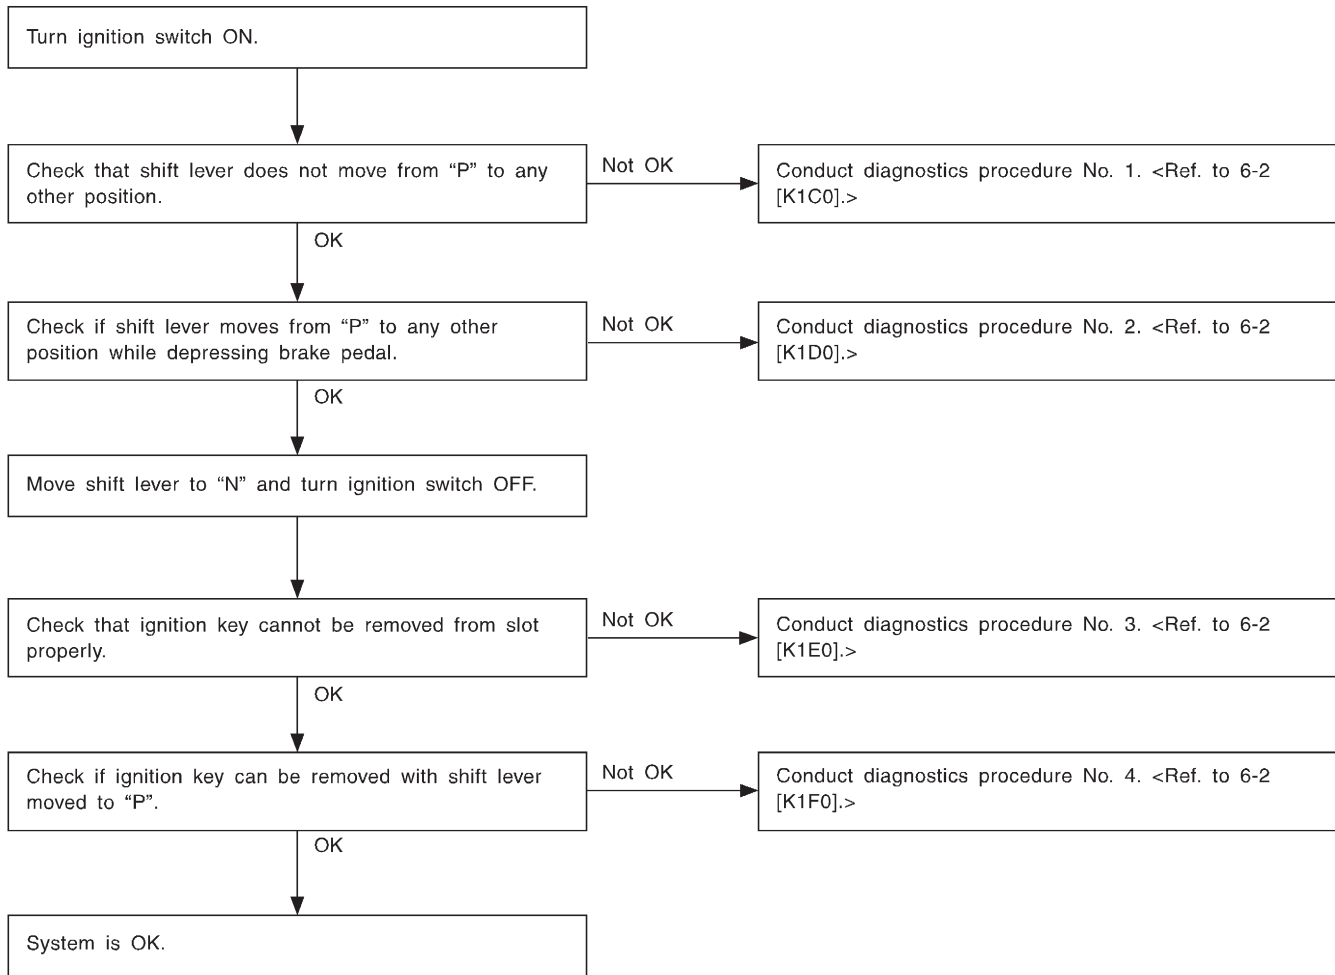 Turn ignition switch ON.
Check that shift lever does not move from “P” to any
other position.
Not OK
Conduct diagnostics procedure No. 1. <Ref. to 6-2
[K1C0].>
OK
Check if shift lever moves from “P” to any other
position while depressing brake pedal.
Not OK
Conduct diagnostics procedure No. 2. <Ref. to 6-2
[K1D0].>
OK
Move shift lever to “N” and turn ignition switch OFF.
Check that ignition key cannot be removed from slot
properly.
Not OK
Conduct diagnostics procedure No. 3. <Ref. to 6-2
[K1E0].>
OK
Check if ignition key can be removed with shift lever
moved to “P”.
Not OK
Conduct diagnostics procedure No. 4. <Ref. to 6-2
[K1F0].>
OK
System is OK.